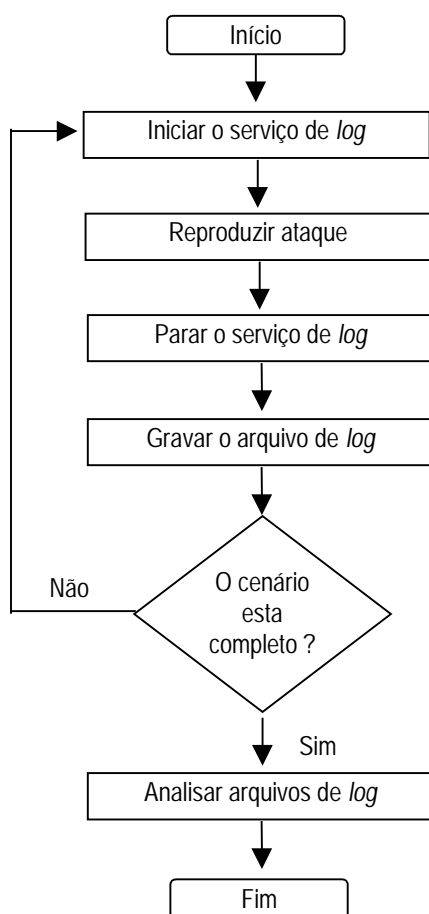 Início
Iniciar o serviço de log
Reproduzir ataque
Parar o serviço de log
Gravar o arquivo de log
O cenário
esta
completo ?
Não
Sim
Analisar arquivos de log
Fim